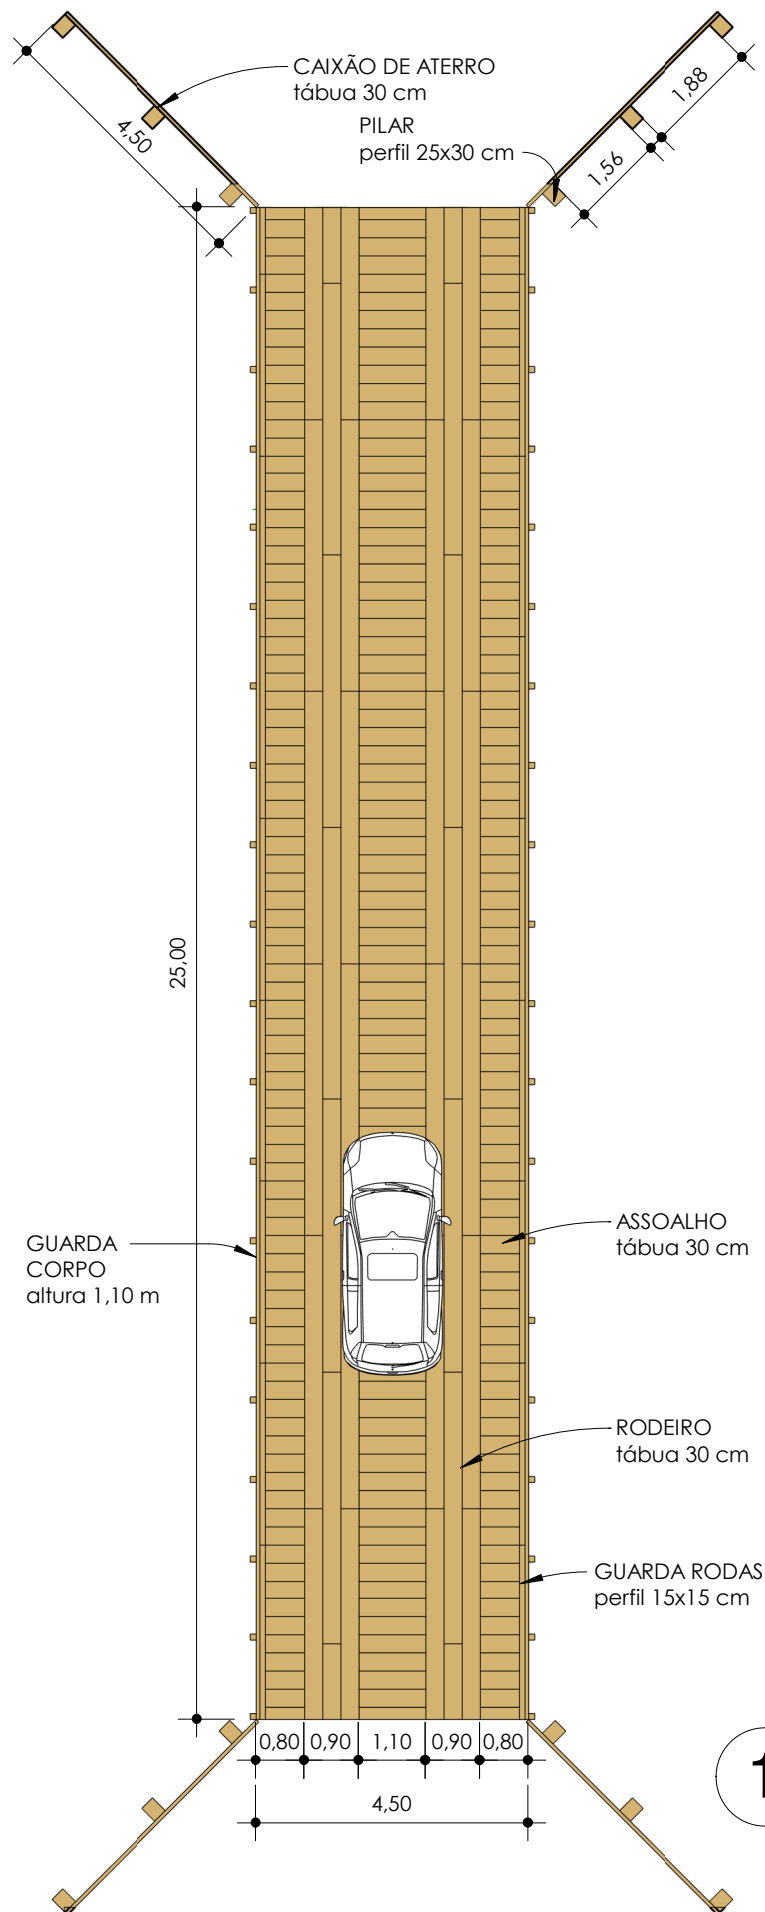 CAIXÃO DE ATERRO
tábua 30 cm
PILAR
perfil 25x30 cm
4,50
1,88
1,56
25,00
GUARDA
CORPO
altura 1,10 m
ASSOALHO
tábua 30 cm
RODEIRO
tábua 30 cm
GUARDA RODAS
perfil 15x15 cm
0,80 0,90 1,10 0,90 0,80
4,50
1